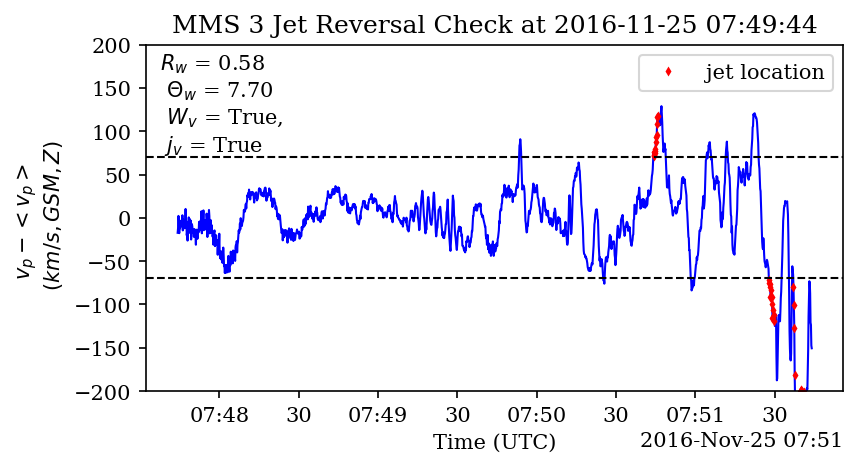 MMS 3 Jet Reversal Check at 2016-11-25 07:49:44
R_w = 0.58
Θ_w = 7.70
W_v = True,
j_v = True
jet location
v_p − <v_p>
(km/s, GSM, Z)
200
150
100
50
0
−50
−100
−150
−200
07:48 30 07:49 30 07:50 30 07:51 30
Time (UTC)
2016-Nov-25 07:51